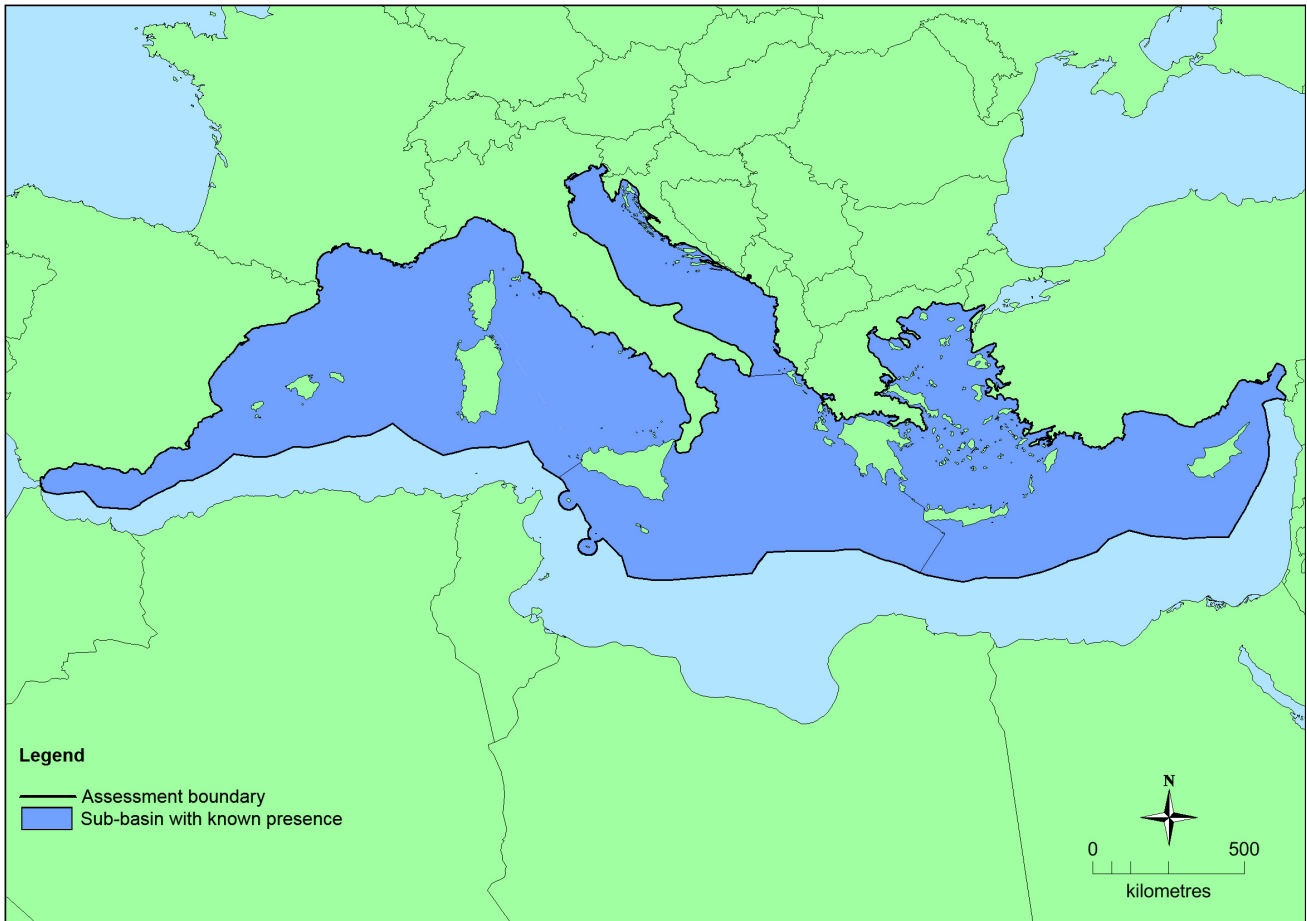 Legend
Assessment boundary
Sub-basin with known presence
N
0 500
kilometres